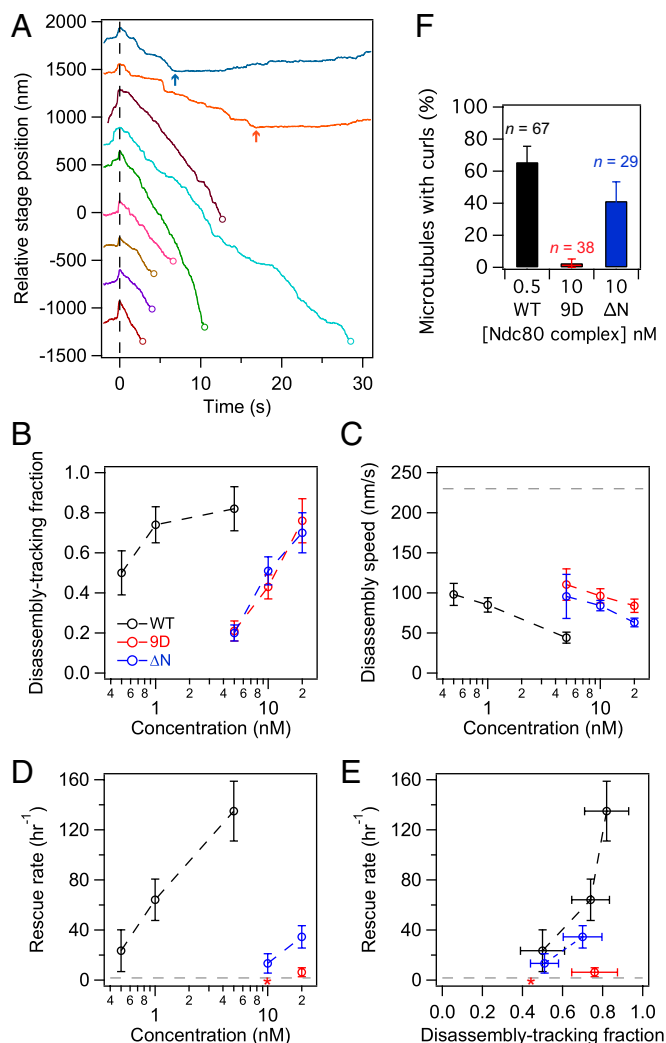 A
Relative stage position (nm)
2000
1500
1000
500
0
-500
-1000
-1500
0 10 20 30
Time (s)
F
Microtubules with curls (%)
100
80
60
40
20
0
n = 67
n = 38
n = 29
0.5 10 10
WT 9D ΔN
[Ndc80 complex] nM
B
Disassembly-tracking fraction
1.0
0.8
0.6
0.4
0.2
0.0
WT
9D
ΔN
4 6 8 1 2 4 6 8 10 2
Concentration (nM)
C
Disassembly speed (nm/s)
250
200
150
100
50
0
4 6 8 1 2 4 6 8 10 2
Concentration (nM)
D
Rescue rate (hr-1)
160
120
80
40
0
*
4 6 8 1 2 4 6 8 10 2
Concentration (nM)
E
Rescue rate (hr-1)
160
120
80
40
0
*
0.0 0.2 0.4 0.6 0.8 1.0
Disassembly-tracking fraction